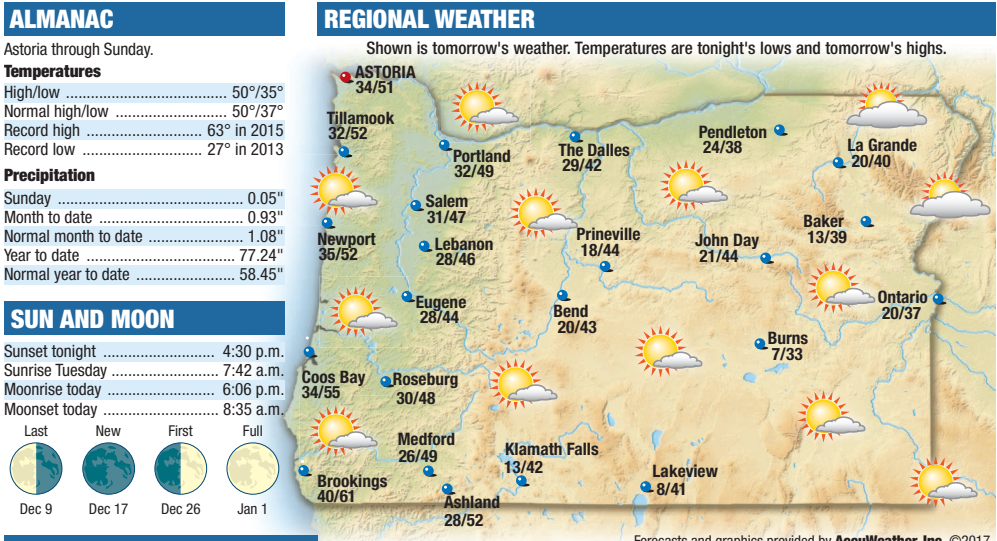 ALMANAC
Astoria through Sunday.
Temperatures
High/low ................................... 50°/35°
Normal high/low ..................... 50°/37°
Record high .......................... 63° in 2015
Record low ........................... 27° in 2013
Precipitation
Sunday ....................................... 0.05"
Month to date ............................. 0.93"
Normal month to date .................. 1.08"
Year to date ............................... 77.24"
Normal year to date .................... 58.45"
SUN AND MOON
Sunset tonight ...................... 4:30 p.m.
Sunrise Tuesday ..................... 7:42 a.m.
Moonrise today ...................... 6:06 p.m.
Moonset today ....................... 8:35 a.m.
Last New First Full
Dec 9 Dec 17 Dec 26 Jan 1
REGIONAL WEATHER
Shown is tomorrow's weather. Temperatures are tonight's lows and tomorrow's highs.
ASTORIA
34/51
Tillamook
32/52
Portland
32/49
The Dalles
29/42
Pendleton
24/38
La Grande
20/40
Salem
31/47
Newport
35/52
Lebanon
28/46
Prineville
18/44
John Day
21/44
Baker
13/39
Eugene
28/44
Bend
20/43
Ontario
20/37
Burns
7/33
Coos Bay
34/55
Roseburg
30/48
Medford
26/49
Klamath Falls
13/42
Brookings
40/61
Ashland
28/52
Lakeview
8/41
Forecasts and graphics provided by AccuWeather, Inc. ©2017